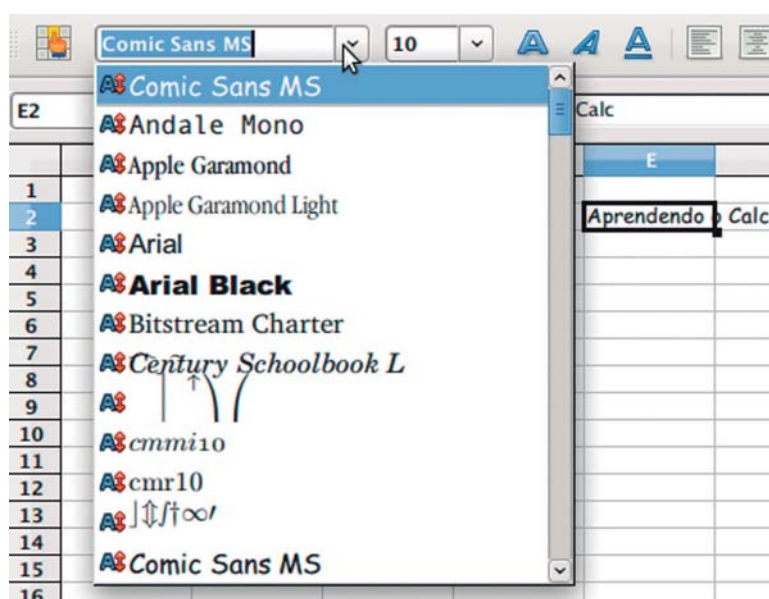 Comic Sans MS 10 A A A
Comic Sans MS
E2 Calc
Andale Mono
E
Apple Garamond
1
Apple Garamond Light
2 Aprendendo o Calc
3 Arial
4
Arial Black
5
6 Bitstream Charter
7
Century Schoolbook L
8
9
10
cmmi10
11
12 cmr10
13
14
15 Comic Sans MS
16